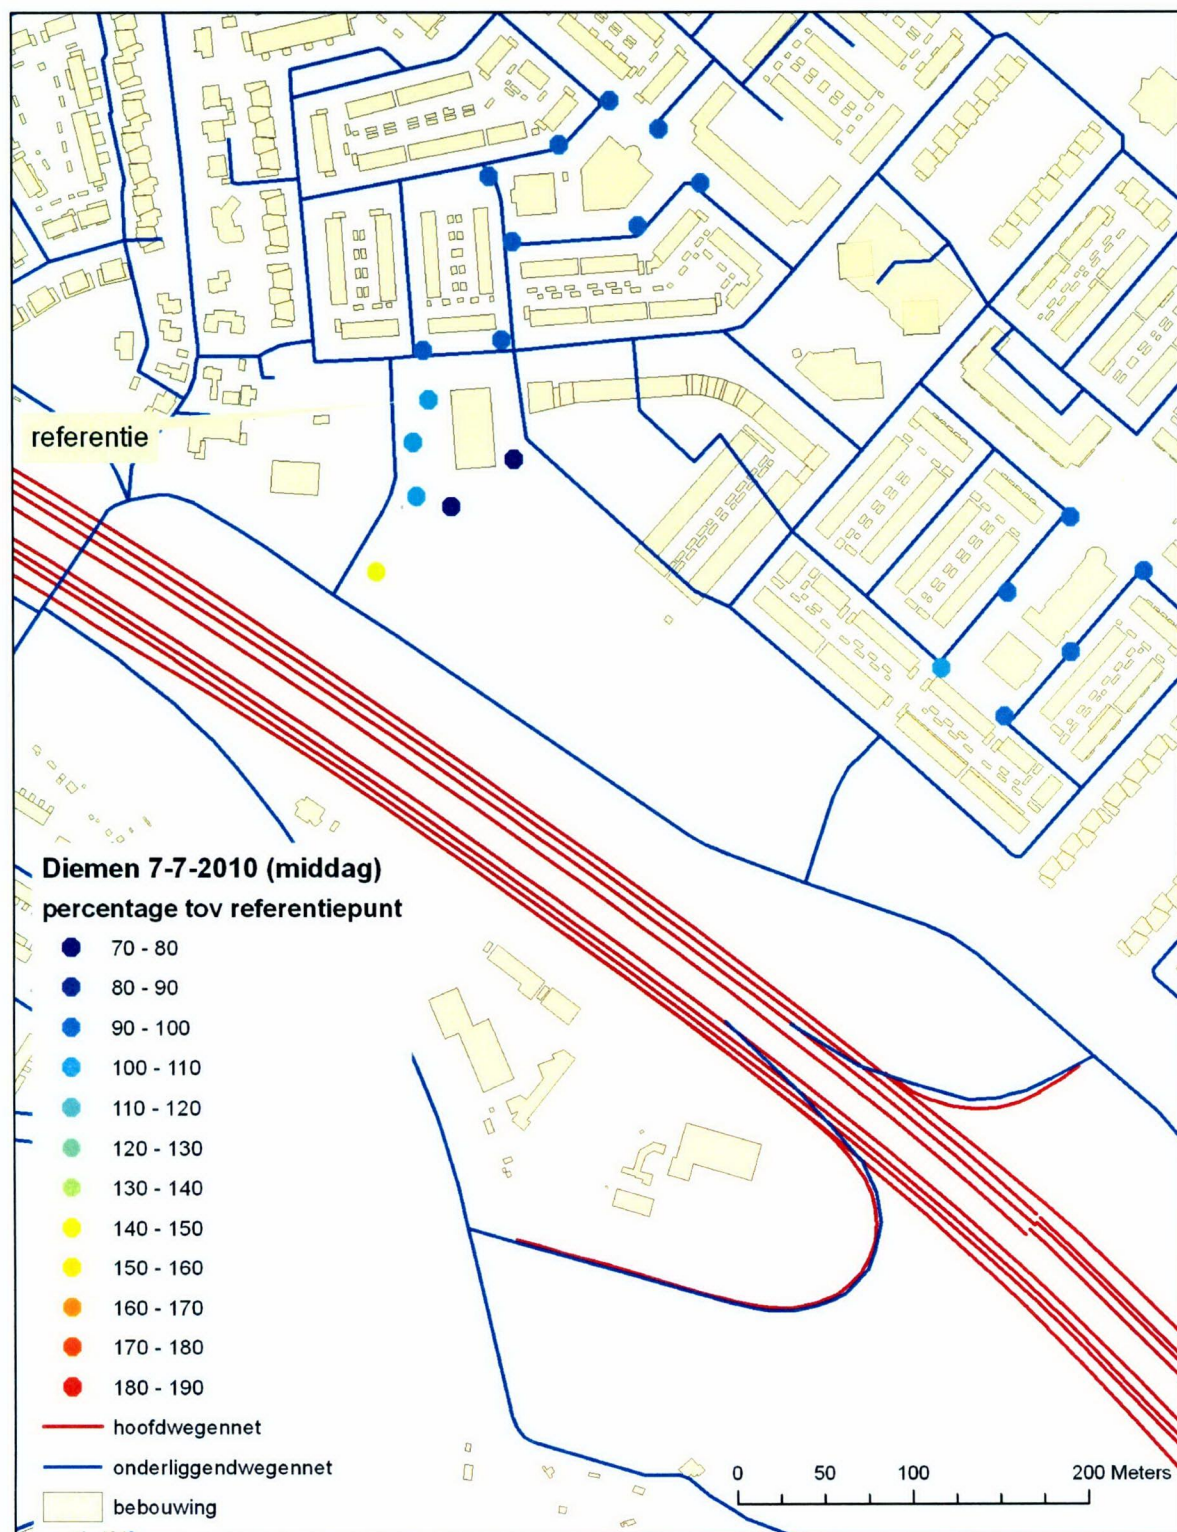 referentie
Diemen 7-7-2010 (middag)
percentage tov referentiepunt
70 - 80
80 - 90
90 - 100
100 - 110
110 - 120
120 - 130
130 - 140
140 - 150
150 - 160
160 - 170
170 - 180
180 - 190
hoofdwegennet
onderliggendwegennet
bebouwing
0 50 100 200 Meters